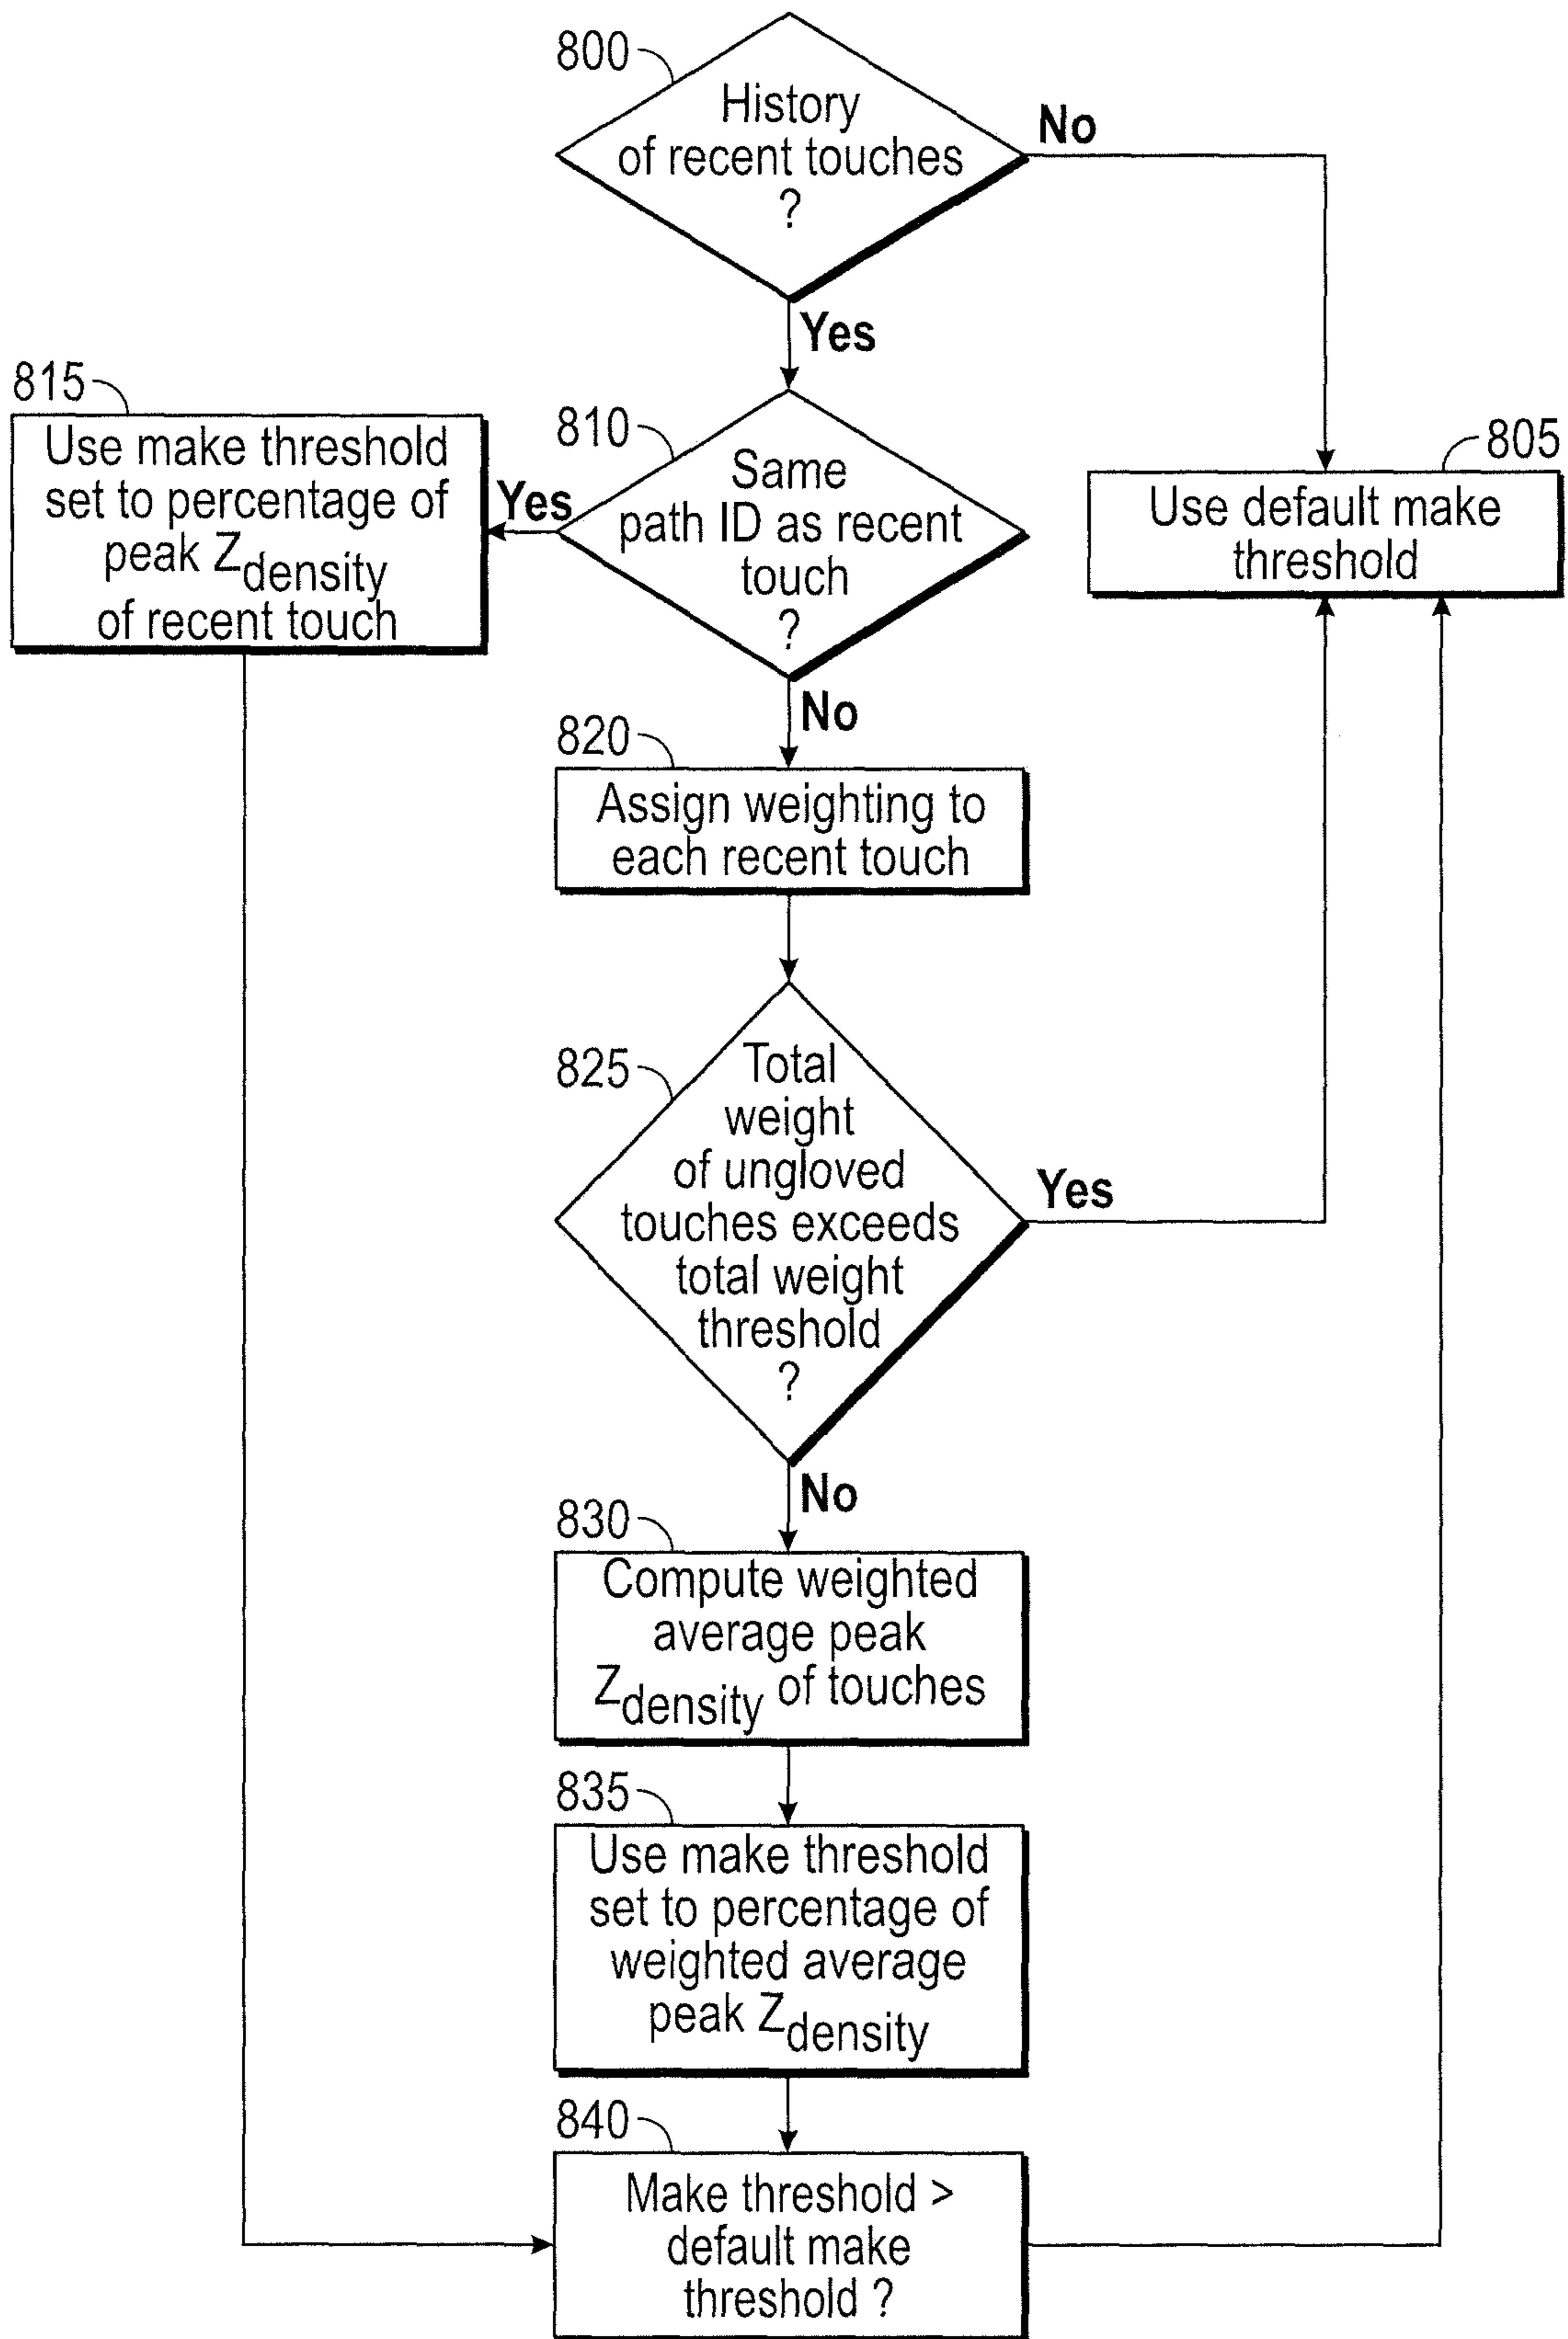 800
History
of recent touches
?
No
Yes
815
Use make threshold
set to percentage of
peak Zdensity
of recent touch
Yes
810
Same
path ID as recent
touch
?
805
Use default make
threshold
No
820
Assign weighting to
each recent touch
825
Total
weight
of ungloved
touches exceeds
total weight
threshold
?
Yes
No
830
Compute weighted
average peak
Zdensity of touches
835
Use make threshold
set to percentage of
weighted average
peak Zdensity
840
Make threshold >
default make
threshold ?